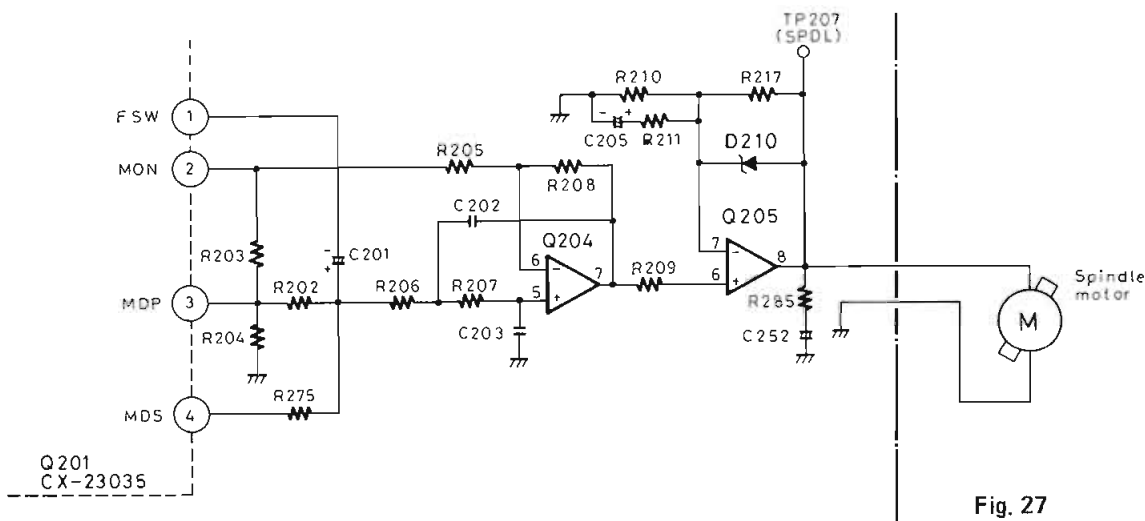 TP207
(SPDL)
R210
R217
FSW
1
-
+
C205
R211
D210
MON
2
R205
R208
C202
Q205
Q204
R203
-
+
C201
6
-
7
5
+
7
-
8
6
+
R209
MDP
3
R202
R206
R207
C203
R285
Spindle
motor
M
R204
C252
MDS
4
R275
Q201
CX-23035
Fig. 27